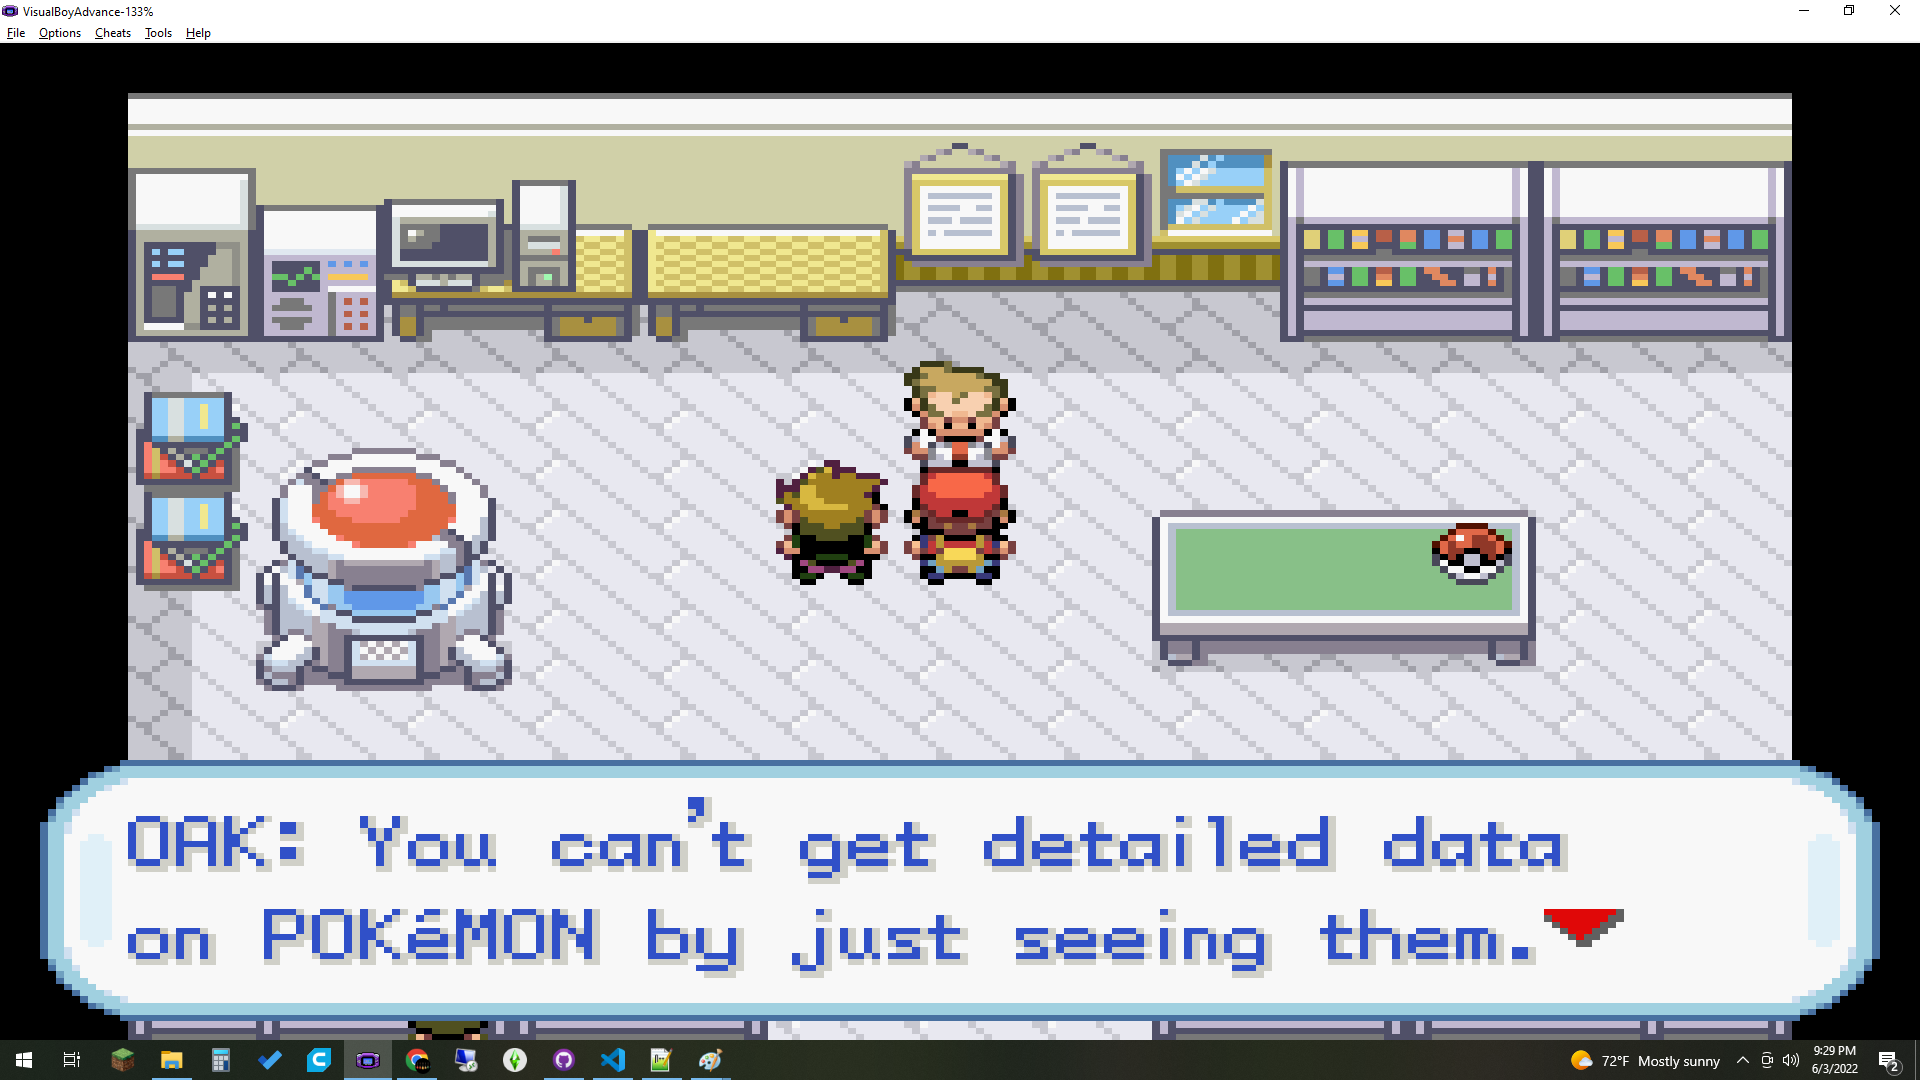 VisualBoyAdvance-133%
File Options Cheats Tools Help
OAK: You can't get detailed data
on POKéMON by just seeing them.
72°F Mostly sunny
9:29 PM
6/3/2022
2